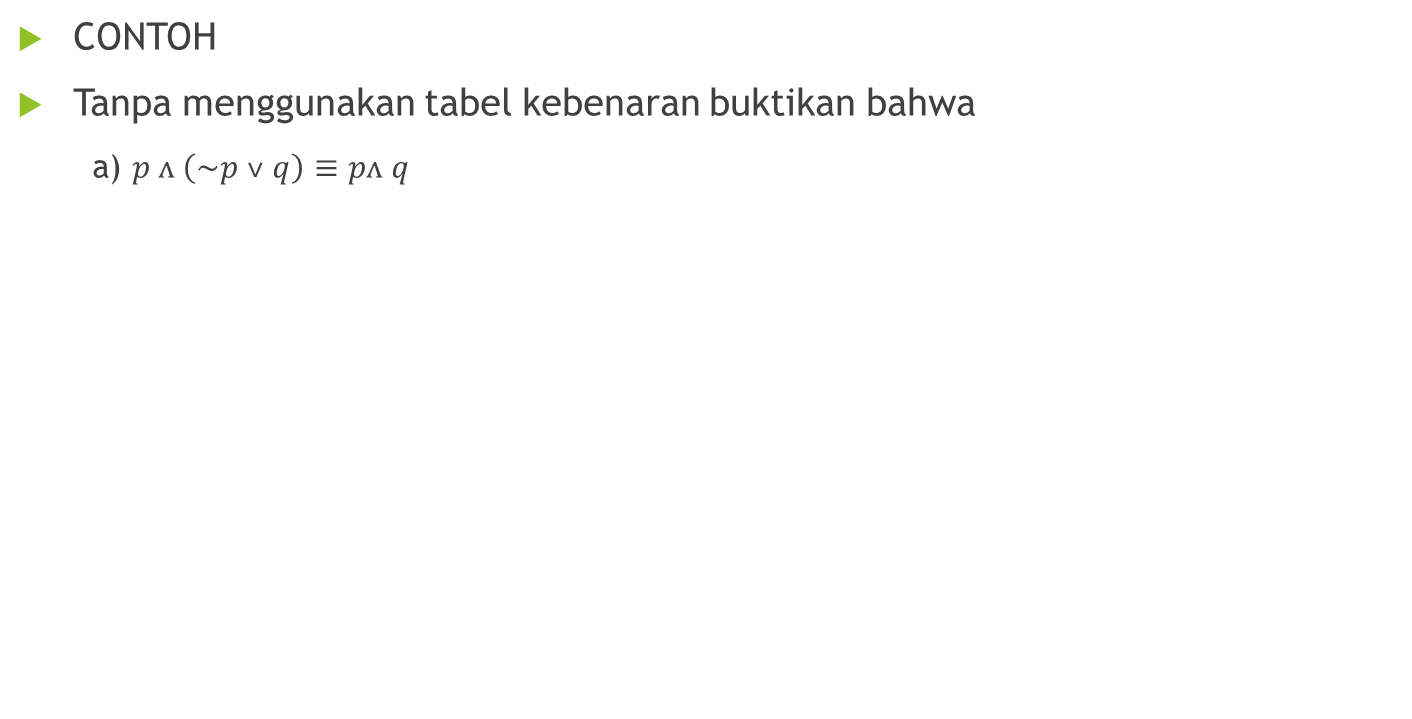 CONTOH
Tanpa menggunakan tabel kebenaran buktikan bahwa
a) p ∧ (~p ∨ q) ≡ p∧ q